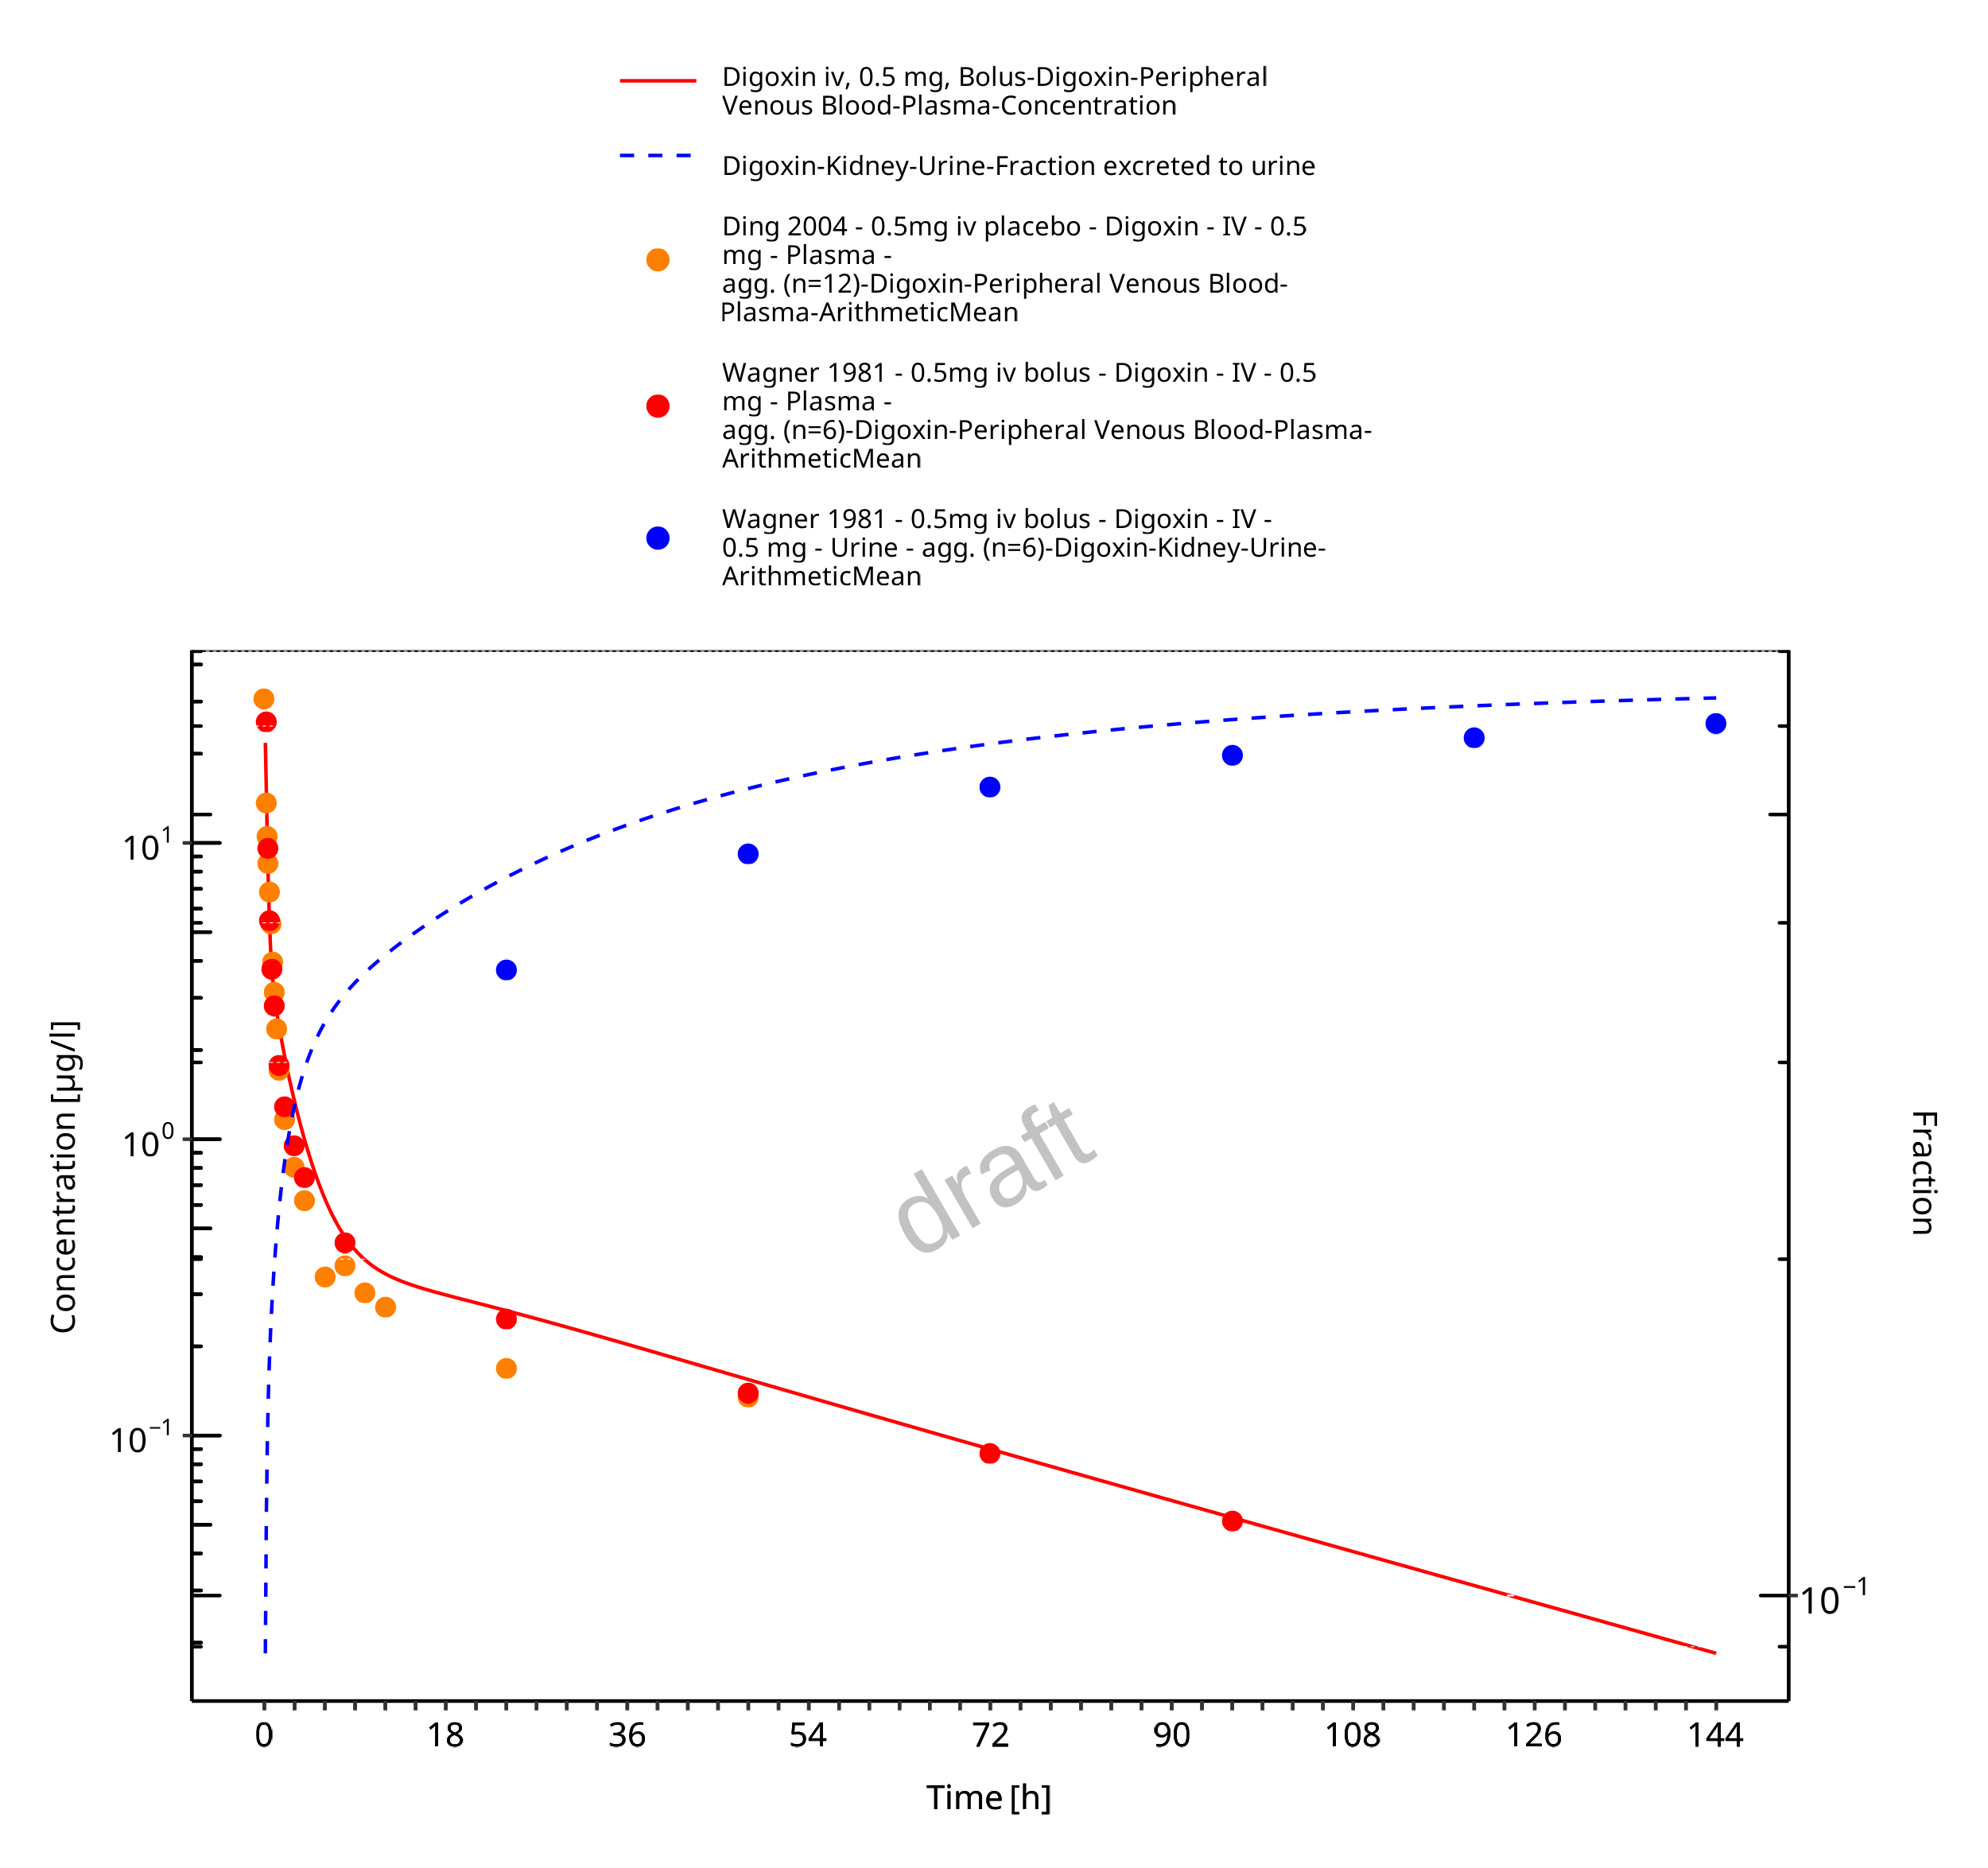 Digoxin iv, 0.5 mg, Bolus-Digoxin-Peripheral
Venous Blood-Plasma-Concentration
Digoxin-Kidney-Urine-Fraction excreted to urine
Ding 2004 - 0.5mg iv placebo - Digoxin - IV - 0.5
mg - Plasma -
agg. (n=12)-Digoxin-Peripheral Venous Blood-
Plasma-ArithmeticMean
Wagner 1981 - 0.5mg iv bolus - Digoxin - IV - 0.5
mg - Plasma -
agg. (n=6)-Digoxin-Peripheral Venous Blood-Plasma-
ArithmeticMean
Wagner 1981 - 0.5mg iv bolus - Digoxin - IV -
0.5 mg - Urine - agg. (n=6)-Digoxin-Kidney-Urine-
ArithmeticMean
10¹
10⁰
10⁻¹
Concentration [µg/l]
draft
Fraction
10⁻¹
0 18 36 54 72 90 108 126 144
Time [h]